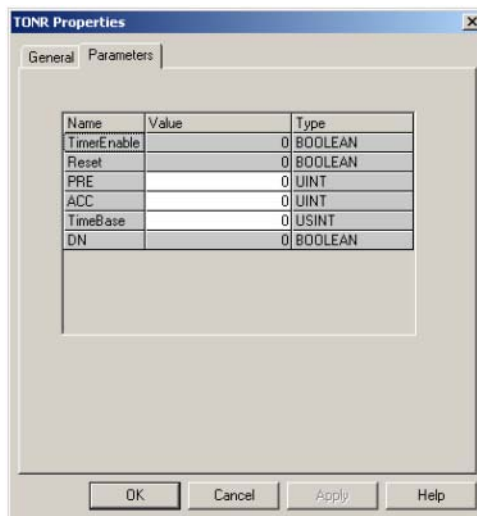 TONR Properties
General Parameters
Name Value Type
TimerEnable 0 BOOLEAN
Reset 0 BOOLEAN
PRE 0 UINT
ACC 0 UINT
TimeBase 0 USINT
DN 0 BOOLEAN
OK Cancel Apply Help